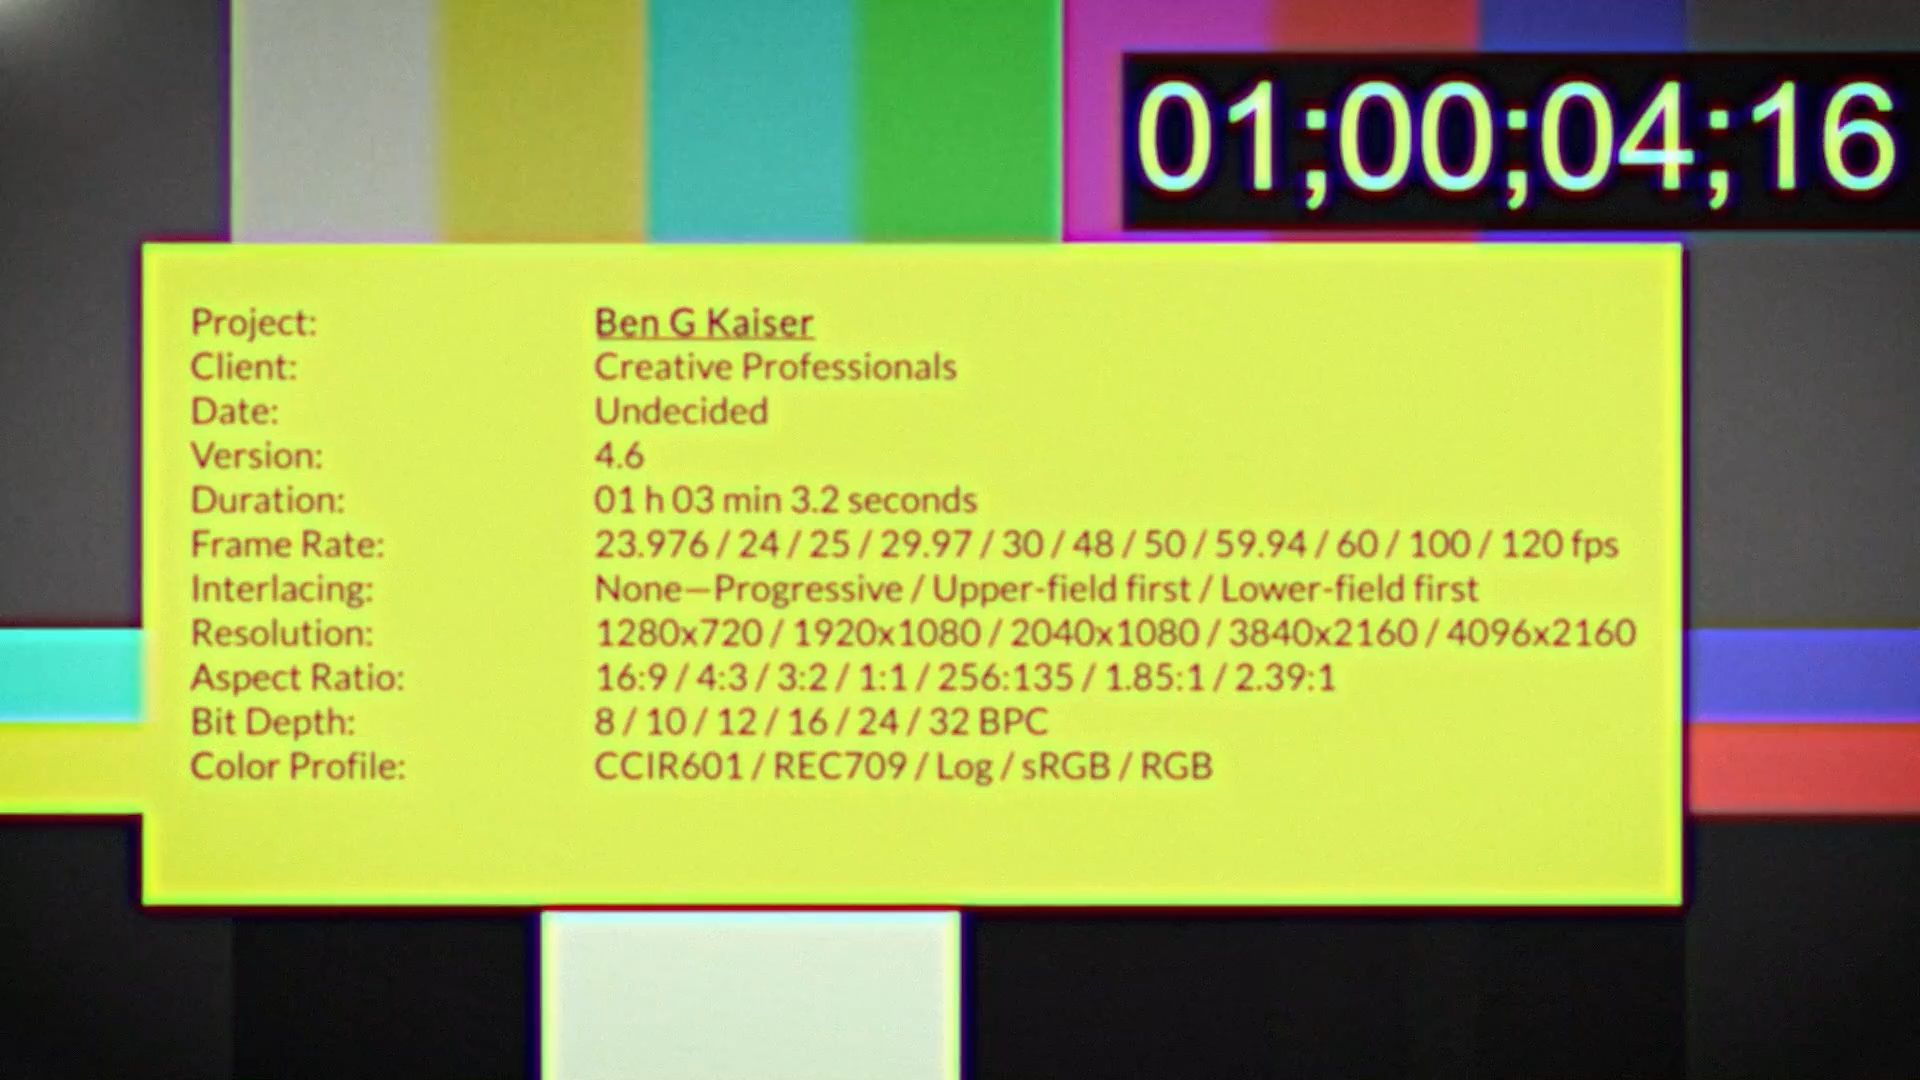 01;00;04;16
Project: Ben G Kaiser
Client: Creative Professionals
Date: Undecided
Version: 4.6
Duration: 01 h 03 min 3.2 seconds
Frame Rate: 23.976 / 24 / 25 / 29.97 / 30 / 48 / 50 / 59.94 / 60 / 100 / 120 fps
Interlacing: None—Progressive / Upper-field first / Lower-field first
Resolution: 1280x720 / 1920x1080 / 2040x1080 / 3840x2160 / 4096x2160
Aspect Ratio: 16:9 / 4:3 / 3:2 / 1:1 / 256:135 / 1.85:1 / 2.39:1
Bit Depth: 8 / 10 / 12 / 16 / 24 / 32 BPC
Color Profile: CCIR601 / REC709 / Log / sRGB / RGB